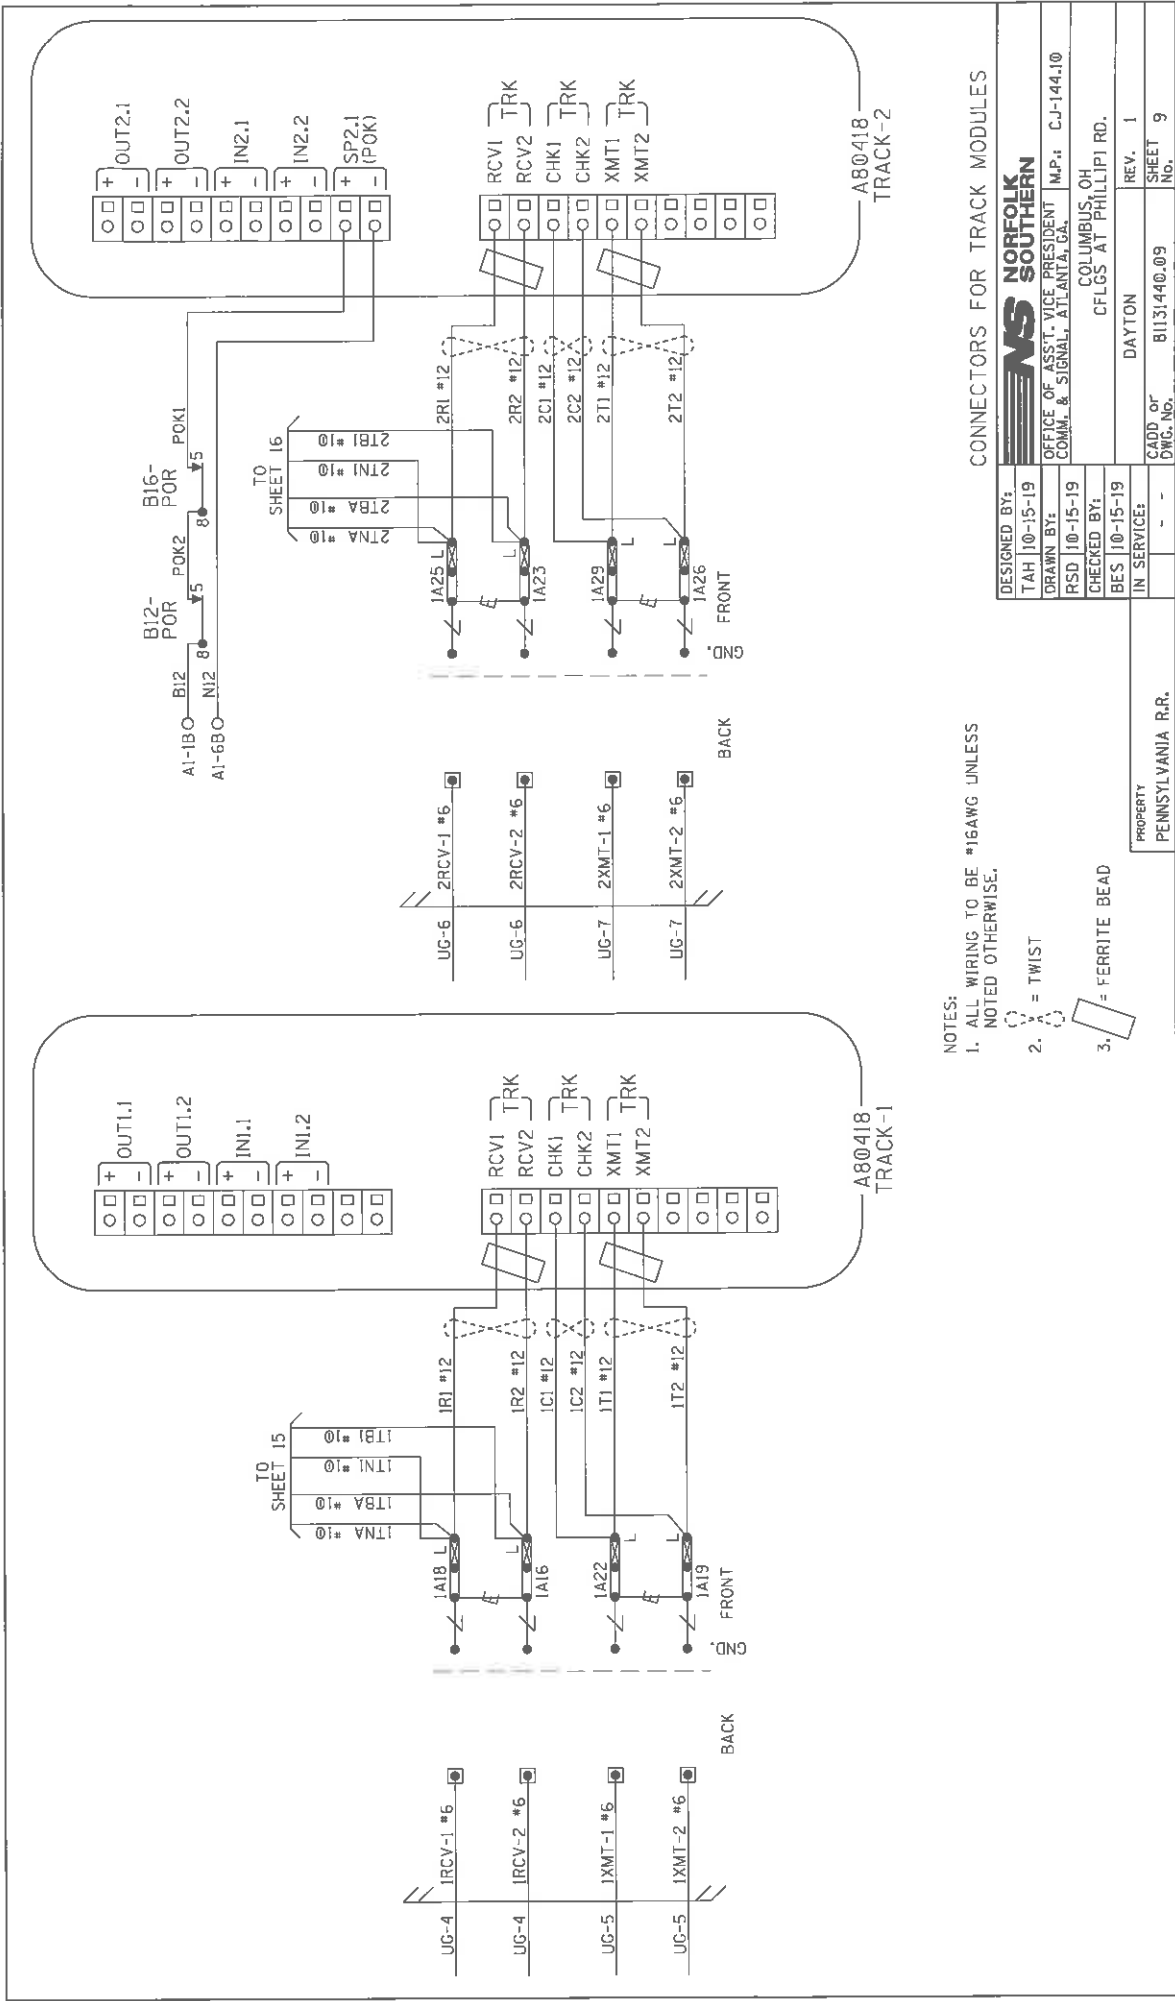 OUT1.1
OUT1.2
IN1.1
IN1.2
+
-
+
-
+
-
+
-
RCV1
RCV2
TRK
CHK1
CHK2
TRK
XMT1
XMT2
TRK
A80418
TRACK-1
TO
SHEET 15
1TNA #10
1TBA #10
1TN1 #10
1TB1 #10
1R1 #12
1R2 #12
1C1 #12
1C2 #12
1T1 #12
1T2 #12
1A18
L
1A16
L
1A22
L
1A19
L
E
E
GND.
FRONT
BACK
UG-4
1RCV-1 #6
UG-4
1RCV-2 #6
UG-5
1XMT-1 #6
UG-5
1XMT-2 #6
OUT2.1
OUT2.2
IN2.1
IN2.2
SP2.1
(POK)
+
-
+
-
+
-
+
-
+
-
RCV1
RCV2
TRK
CHK1
CHK2
TRK
XMT1
XMT2
TRK
A80418
TRACK-2
A1-1B
B12
B12-
POR
8
5
POK2
B16-
POR
8
5
POK1
A1-6B
N12
TO
SHEET 16
2TNA #10
2TBA #10
2TN1 #10
2TB1 #10
2R1 #12
2R2 #12
2C1 #12
2C2 #12
2T1 #12
2T2 #12
1A25
L
1A23
L
1A29
L
1A26
L
E
E
GND.
FRONT
BACK
UG-6
2RCV-1 #6
UG-6
2RCV-2 #6
UG-7
2XMT-1 #6
UG-7
2XMT-2 #6
NOTES:
1. ALL WIRING TO BE #16AWG UNLESS
NOTED OTHERWISE.
2. = TWIST
3. = FERRITE BEAD
CONNECTORS FOR TRACK MODULES
DESIGNED BY:
TAH 10-15-19
DRAWN BY:
RSD 10-15-19
CHECKED BY:
BES 10-15-19
IN SERVICE:
- -
NS NORFOLK
SOUTHERN
OFFICE OF ASS'T. VICE PRESIDENT
COMM. & SIGNAL, ATLANTA, GA.
M.P.: CJ-144.10
COLUMBUS, OH
CFLGS AT PHILLIPI RD.
DAYTON
REV. 1
CADD or
DWG. No. B1131440.09
SHEET
No. 9
PROPERTY
PENNSYLVANIA R.R.